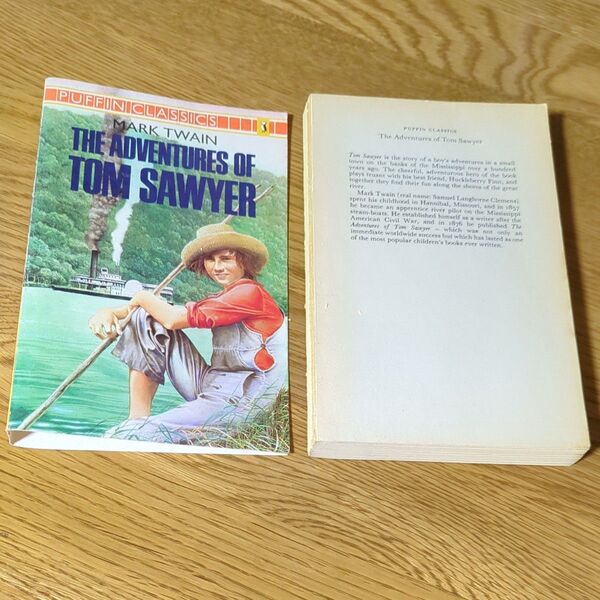 PUFFIN CLASSICS
MARK TWAIN
THE ADVENTURES OF
TOM SAWYER
PUFFIN CLASSICS
The Adventures of Tom Sawyer
Tom Sawyer is the story of a boy's adventures in a small
town on the banks of the Mississippi over a hundred
years ago. The cheerful, adventurous hero of the book
plays truant with his best friend, Huckleberry Finn, and
together they find their fun along the shores of the great
river.
Mark Twain (real name: Samuel Langhorne Clemens)
spent his childhood in Hannibal, Missouri, and in 1857
he became an apprentice river pilot on the Mississippi
steam-boats. He established himself as a writer after the
American Civil War, and in 1876 he published The
Adventures of Tom Sawyer – which was not only an
immediate worldwide success but which has lasted as one
of the most popular children's books ever written.